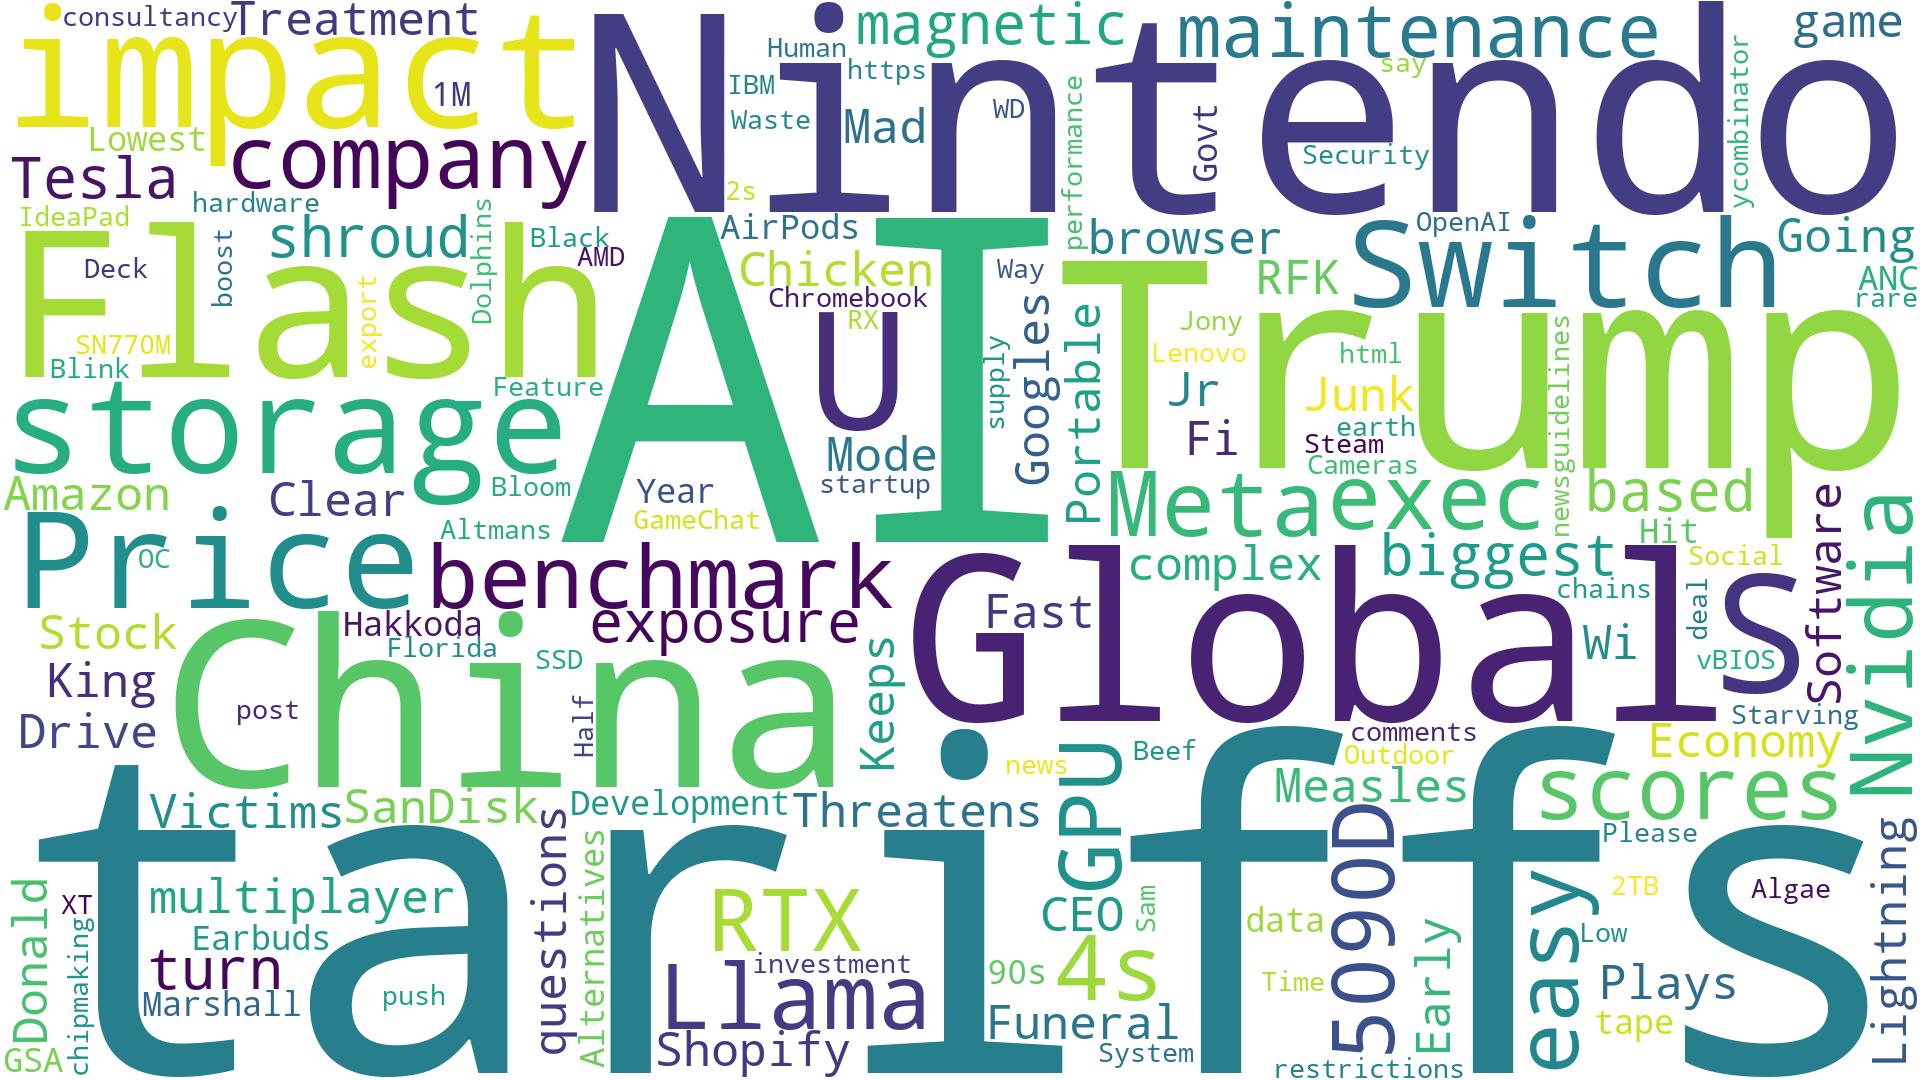 consultancy
Treatment
impact
1M
Lowest
Tesla
company
Nintendo
Human
https
magnetic
maintenance
game
IBM
Waste
Mad
WD
performance
Govt
say
Security
ycombinator
2s
IdeaPad
hardware
Flash
Deck
boost
shroud
Dolphins
Black
AMD
export
SN770M
Blink
AI
AirPods
Chicken
Chromebook
RX
U
Way
supply
Googles
Portable
browser
RFK
OpenAI
Switch
Going
ANC
rare
Trump
Jony
Lenovo
html
Jr
Junk
earth
Fi
Steam
Cameras
newsguidelines
Feature
storage
Mode
startup
Amazon
Clear
Bloom
Year
GameChat
Altmans
Meta
exec
based
Hit
Software
Nvidia
Price
OC
benchmark
complex
biggest
Social
chains
Stock
Hakkoda
Florida
exposure
SSD
Global
Fast
Wi
deal
S
vBIOS
King
Drive
China
post
Half
Keeps
Starving
comments
Outdoor
Economy
news
GPU
Beef
Measles
scores
Victims
SanDisk
Development
Threatens
tariffs
questions
Alternatives
5090D
Please
Donald
XT
chipmaking
multiplayer
Earbuds
turn
Marshall
push
RTX
investment
Llama
Shopify
CEO
Sam
90s
4s
Funeral
System
data
Time
Early
easy
2TB
Algae
Low
Plays
tape
Lightning
GSA
restrictions